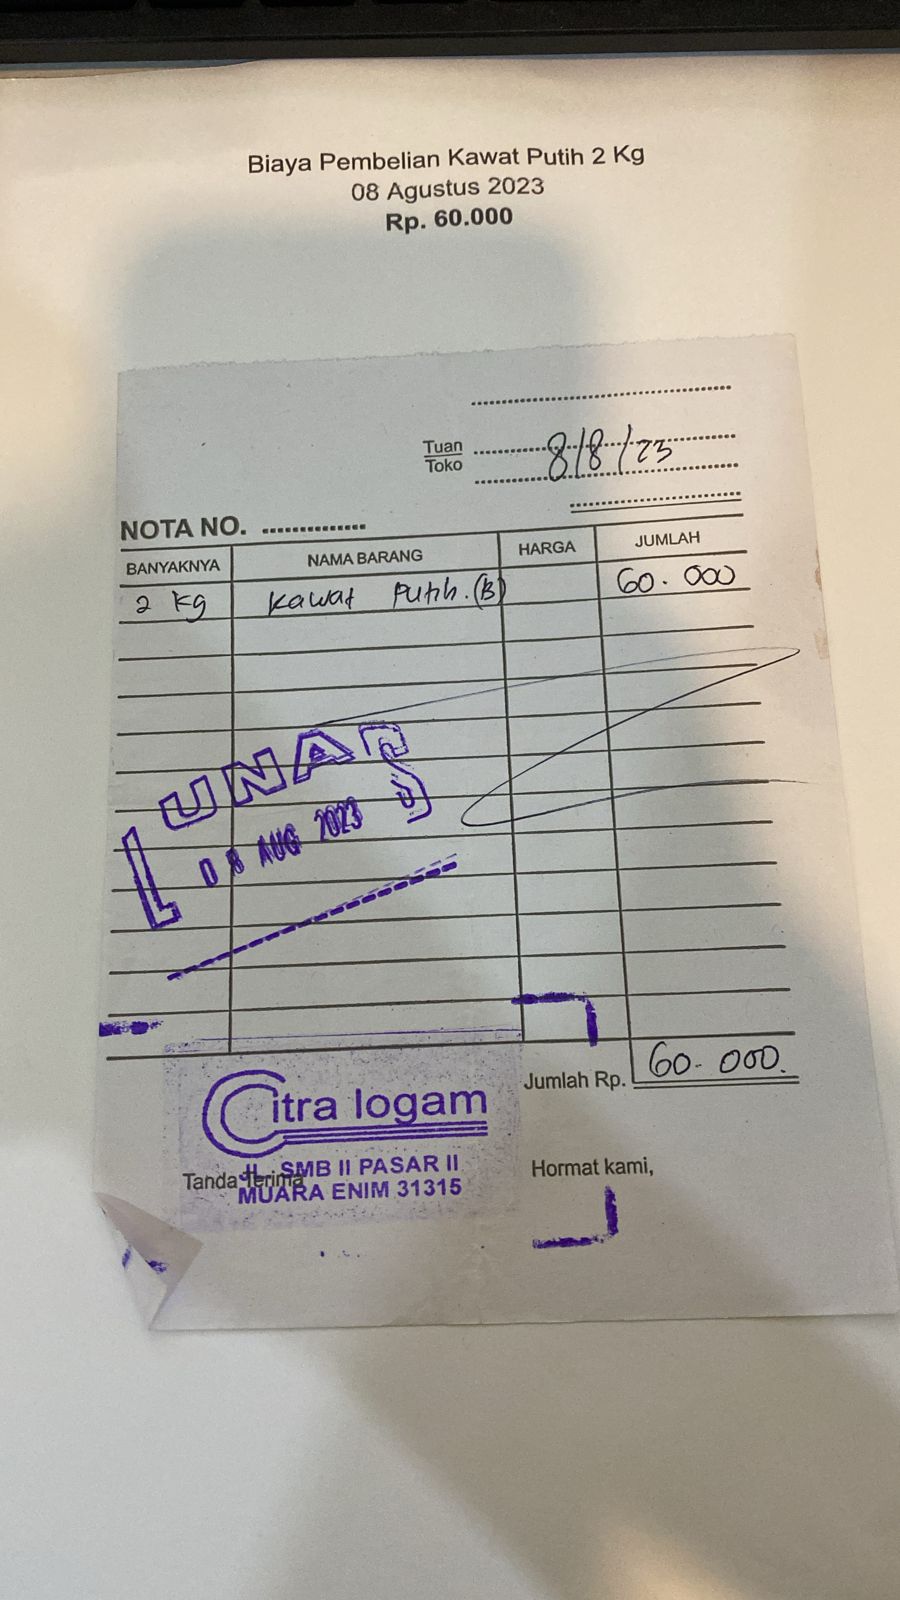 Biaya Pembelian Kawat Putih 2 Kg
08 Agustus 2023
Rp. 60.000
Tuan
Toko
8/8/23
NOTA NO. ..............
BANYAKNYA NAMA BARANG HARGA JUMLAH
2 kg Kawat Putih. (B) 60.000
LUNAS
08 AUG 2023
Jumlah Rp. 60.000.
Citra logam
Tanda Terima
Hormat kami,
JL. SMB II PASAR II
MUARA ENIM 31315